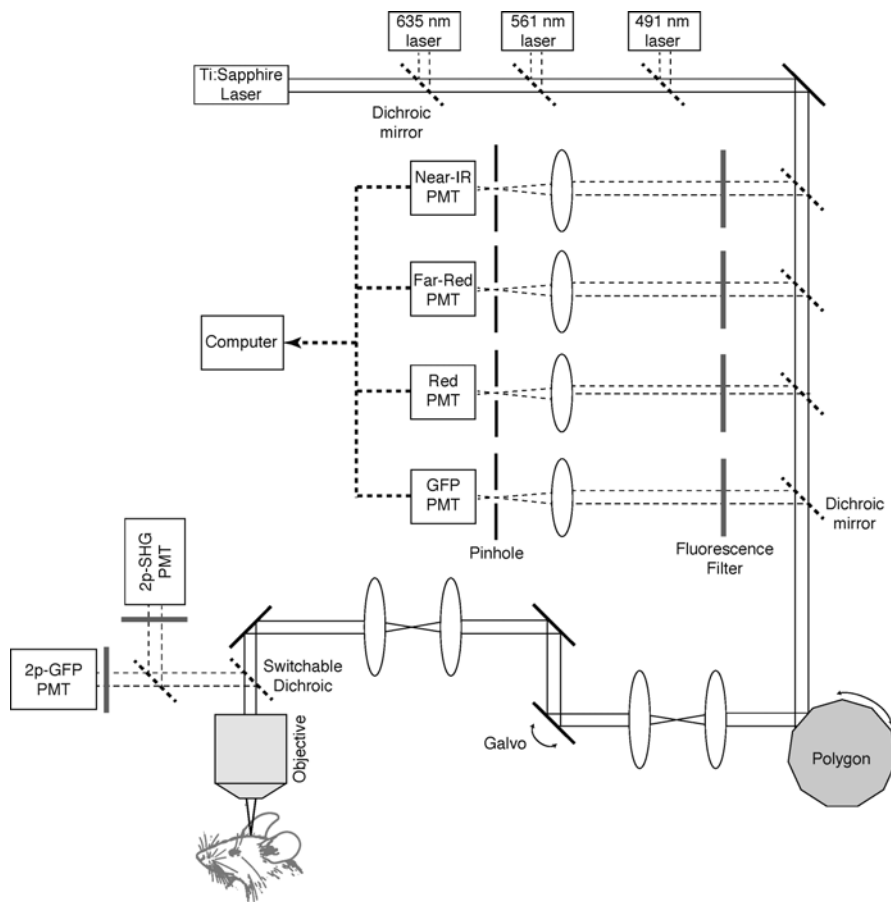 635 nm
laser
561 nm
laser
491 nm
laser
Ti:Sapphire
Laser
Dichroic
mirror
Near-IR
PMT
Far-Red
PMT
Computer
Red
PMT
GFP
PMT
Dichroic
mirror
Pinhole
Fluorescence
Filter
2p-SHG
PMT
2p-GFP
PMT
Switchable
Dichroic
Objective
Galvo
Polygon